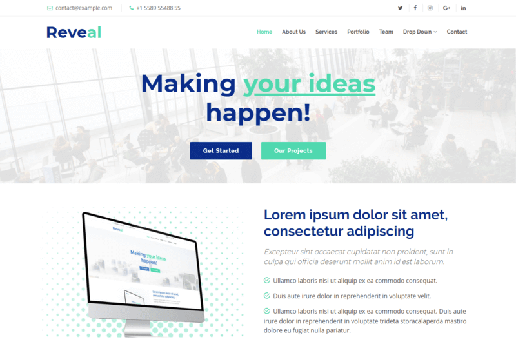 contact@example.com +1 5589 55488 55
Reveal
Home About Us Services Portfolio Team Drop Down Contact
Making your ideas
happen!
Get Started Our Projects
Lorem ipsum dolor sit amet,
consectetur adipiscing
Excepteur sint occaecat cupidatat non proident, sunt in
culpa qui officia deserunt mollit anim id est laborum.
Ullamco laboris nisi ut aliquip ex ea commodo consequat.
Duis aute irure dolor in reprehenderit in voluptate velit.
Ullamco laboris nisi ut aliquip ex ea commodo consequat. Duis aute
irure dolor in reprehenderit in voluptate trideta storacalaperda mastiro
dolore eu fugiat nulla pariatur.